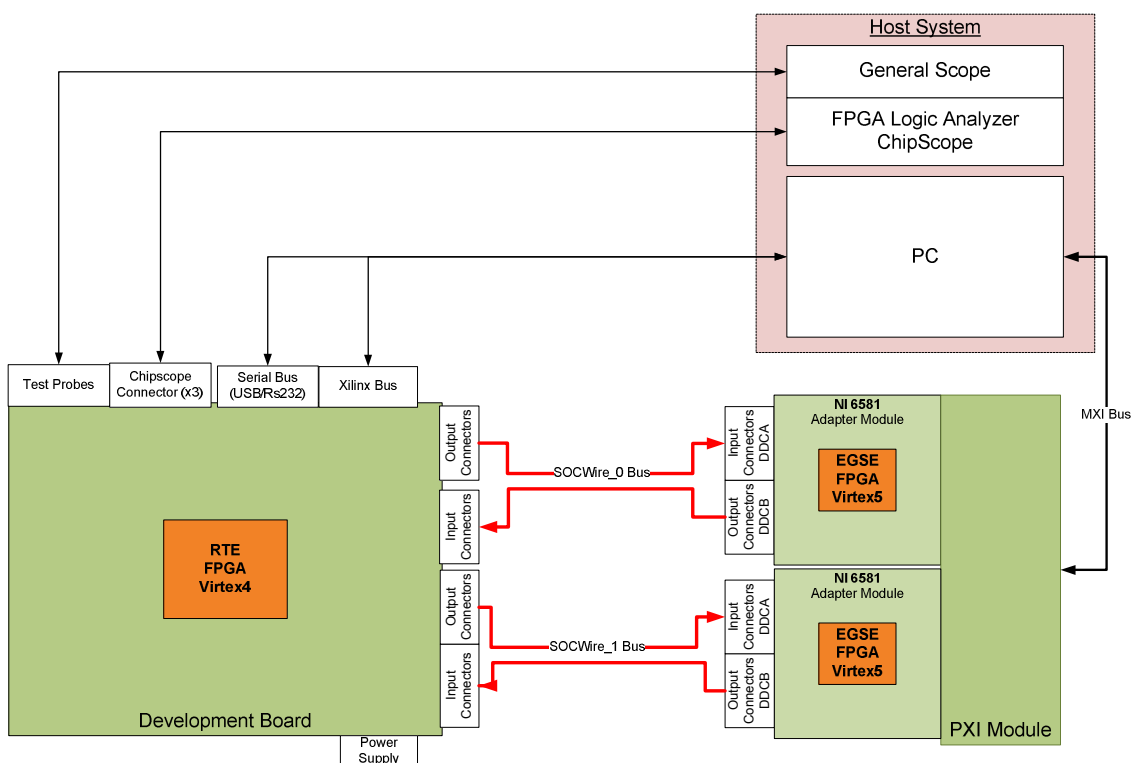 Host System
General Scope
FPGA Logic Analyzer
ChipScope
PC
Test Probes
Chipscope
Connector (x3)
Serial Bus
(USB/Rs232)
Xilinx Bus
MXI Bus
Output
Connectors
Input
Connectors
Output
Connectors
Input
Connectors
RTE
FPGA
Virtex4
Development Board
Power
Supply
SOCWire_0 Bus
SOCWire_1 Bus
Input
Connectors
DDCA
Output
Connectors
DDCB
Input
Connectors
DDCA
Output
Connectors
DDCB
NI 6581
Adapter Module
EGSE
FPGA
Virtex5
NI 6581
Adapter Module
EGSE
FPGA
Virtex5
PXI Module